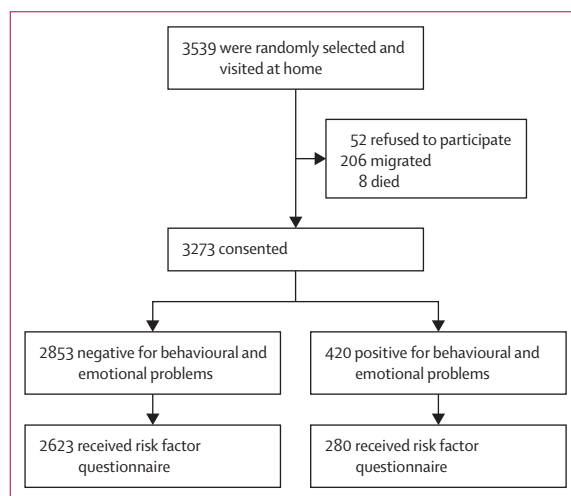 3539 were randomly selected and
visited at home
52 refused to participate
206 migrated
8 died
3273 consented
2853 negative for behavioural and
emotional problems
420 positive for behavioural and
emotional problems
2623 received risk factor
questionnaire
280 received risk factor
questionnaire